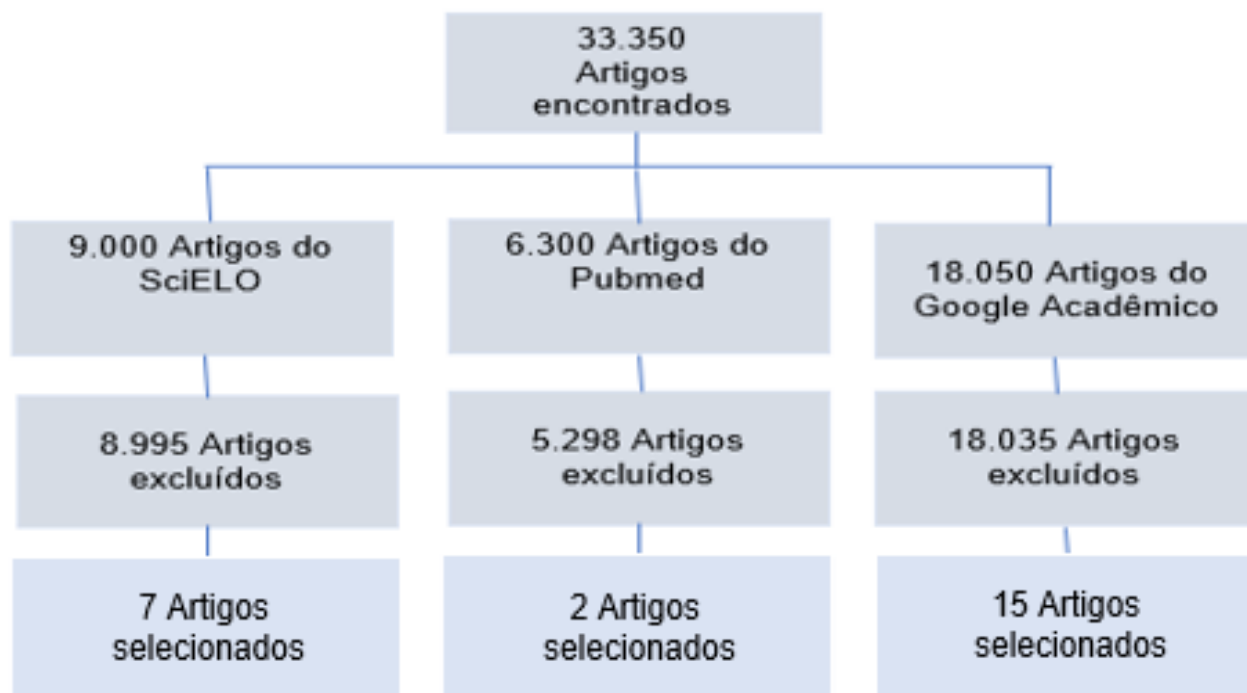 33.350
Artigos
encontrados
9.000 Artigos do
SciELO
6.300 Artigos do
Pubmed
18.050 Artigos do
Google Acadêmico
8.995 Artigos
excluídos
5.298 Artigos
excluídos
18.035 Artigos
excluídos
7 Artigos
selecionados
2 Artigos
selecionados
15 Artigos
selecionados